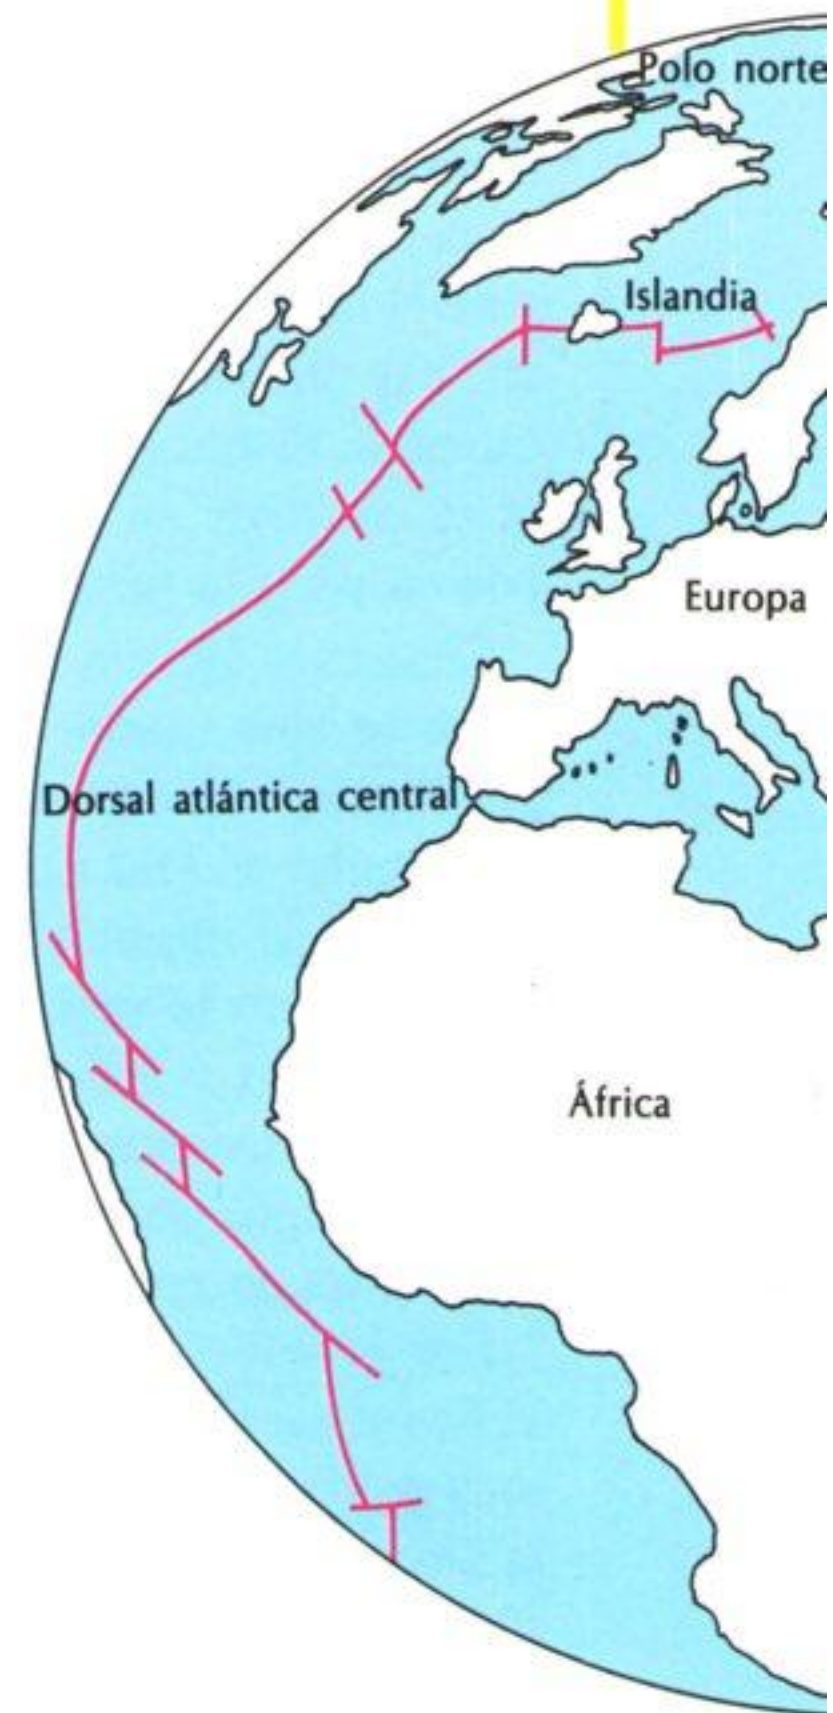 Polo norte
Islandia
Europa
Dorsal atlántica central
África